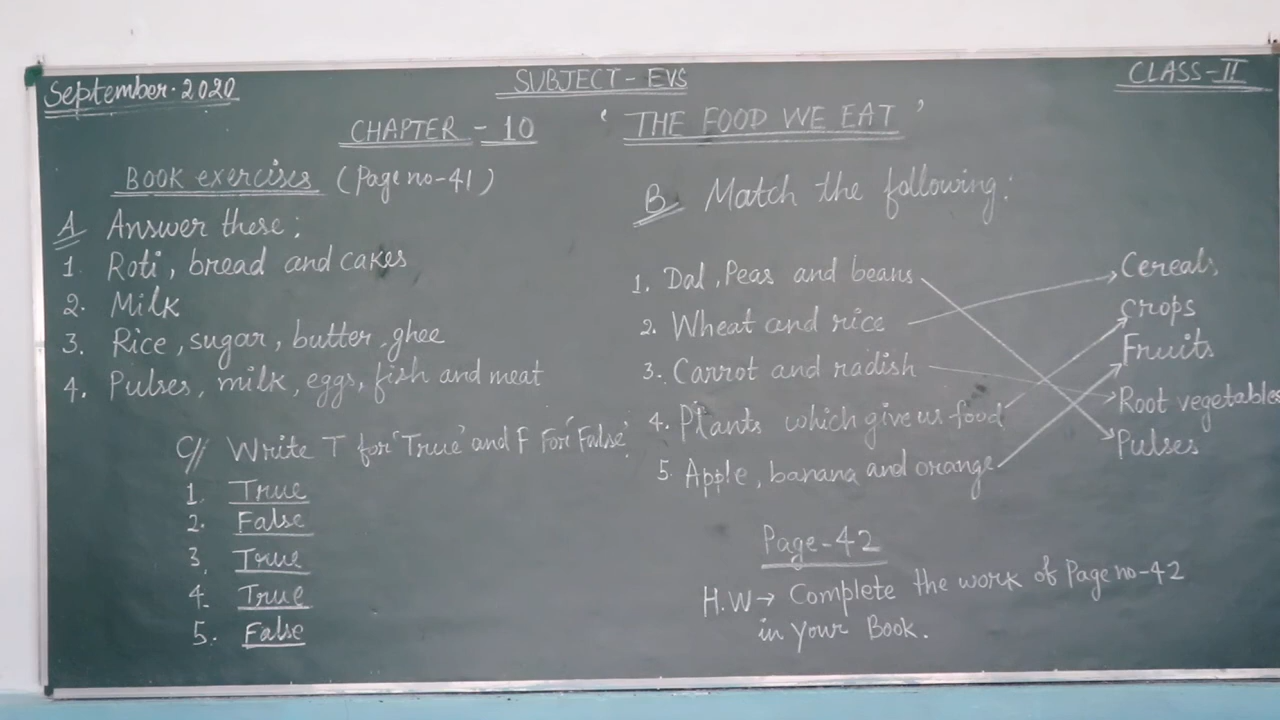 September.2020
SUBJECT - EVS
CLASS-II
CHAPTER - 10 'THE FOOD WE EAT'
Book exercises (Page no-41)
A Answer these:
1. Roti, bread and cakes
2. Milk
3. Rice, sugar, butter, ghee
4. Pulses, milk, eggs, fish and meat
C// Write T for 'True' and F For 'False'.
1. True
2. False
3. True
4. True
5. False
B// Match the following:
1. Dal, Peas and beans
2. Wheat and rice
3. Carrot and radish
4. Plants which give us food
5. Apple, banana and orange
Cereals
Crops
Fruits
Root vegetables
Pulses
Page-42
H.W→ Complete the work of Page no-42
in your Book.